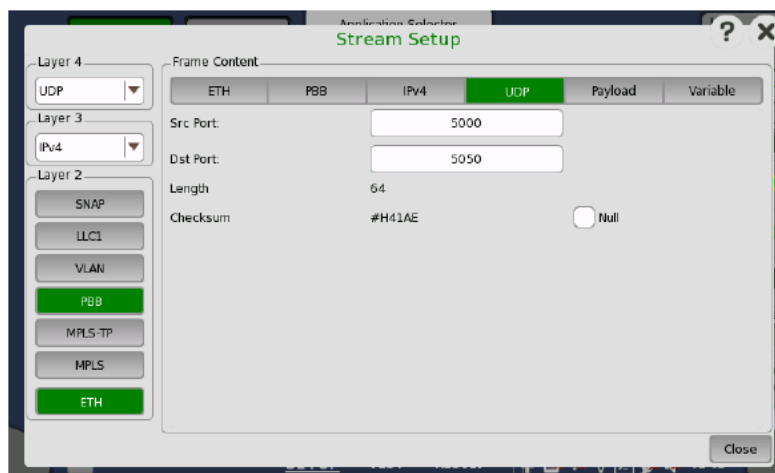 Application Selector
Stream Setup
?
X
Layer 4
UDP
Layer 3
IPv4
Layer 2
SNAP
LLC1
VLAN
PBB
MPLS-TP
MPLS
ETH
Frame Content
ETH PBB IPv4 UDP Payload Variable
Src Port: 5000
Dst Port: 5050
Length 64
Checksum #H41AE Null
Close